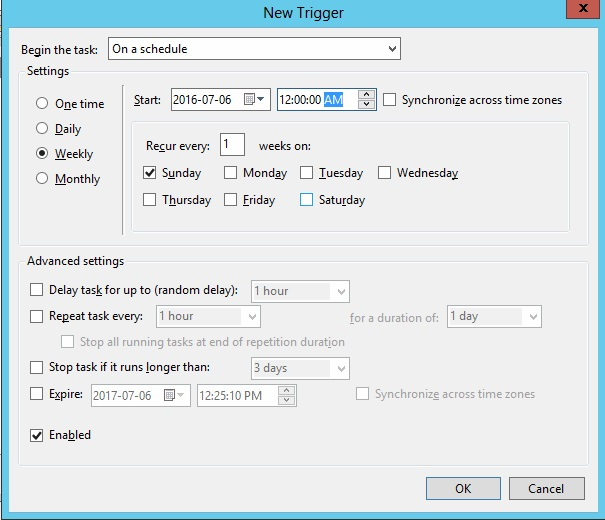 New Trigger
x
Begin the task: On a schedule
Settings
One time
Daily
Weekly
Monthly
Start: 2016-07-06 12:00:00 AM Synchronize across time zones
Recur every: 1 weeks on:
Sunday Monday Tuesday Wednesday
Thursday Friday Saturday
Advanced settings
Delay task for up to (random delay): 1 hour
Repeat task every: 1 hour for a duration of: 1 day
Stop all running tasks at end of repetition duration
Stop task if it runs longer than: 3 days
Expire: 2017-07-06 12:25:10 PM Synchronize across time zones
Enabled
OK Cancel